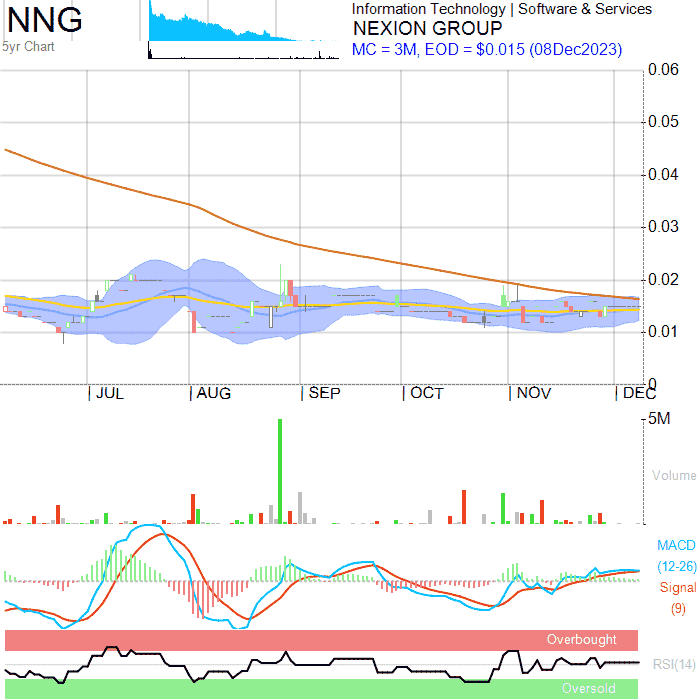 NNG
5yr Chart
Information Technology | Software & Services
NEXION GROUP
MC = 3M, EOD = $0.015 (08Dec2023)
0.06
0.05
0.04
0.03
0.02
0.01
0
| JUL
| AUG
| SEP
| OCT
| NOV
| DEC
5M
Volume
MACD
(12-26)
Signal
(9)
Overbought
RSI(14)
Oversold